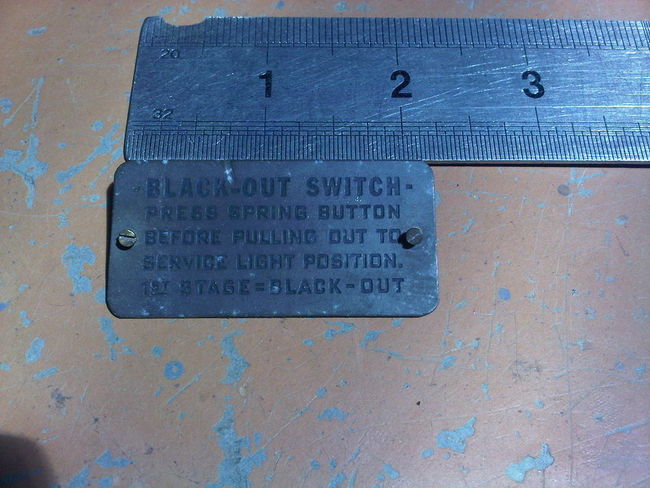 20
1 2 3
32
-BLACK-OUT SWITCH-
PRESS SPRING BUTTON
BEFORE PULLING OUT TO
SERVICE LIGHT POSITION.
1ST STAGE=BLACK-OUT